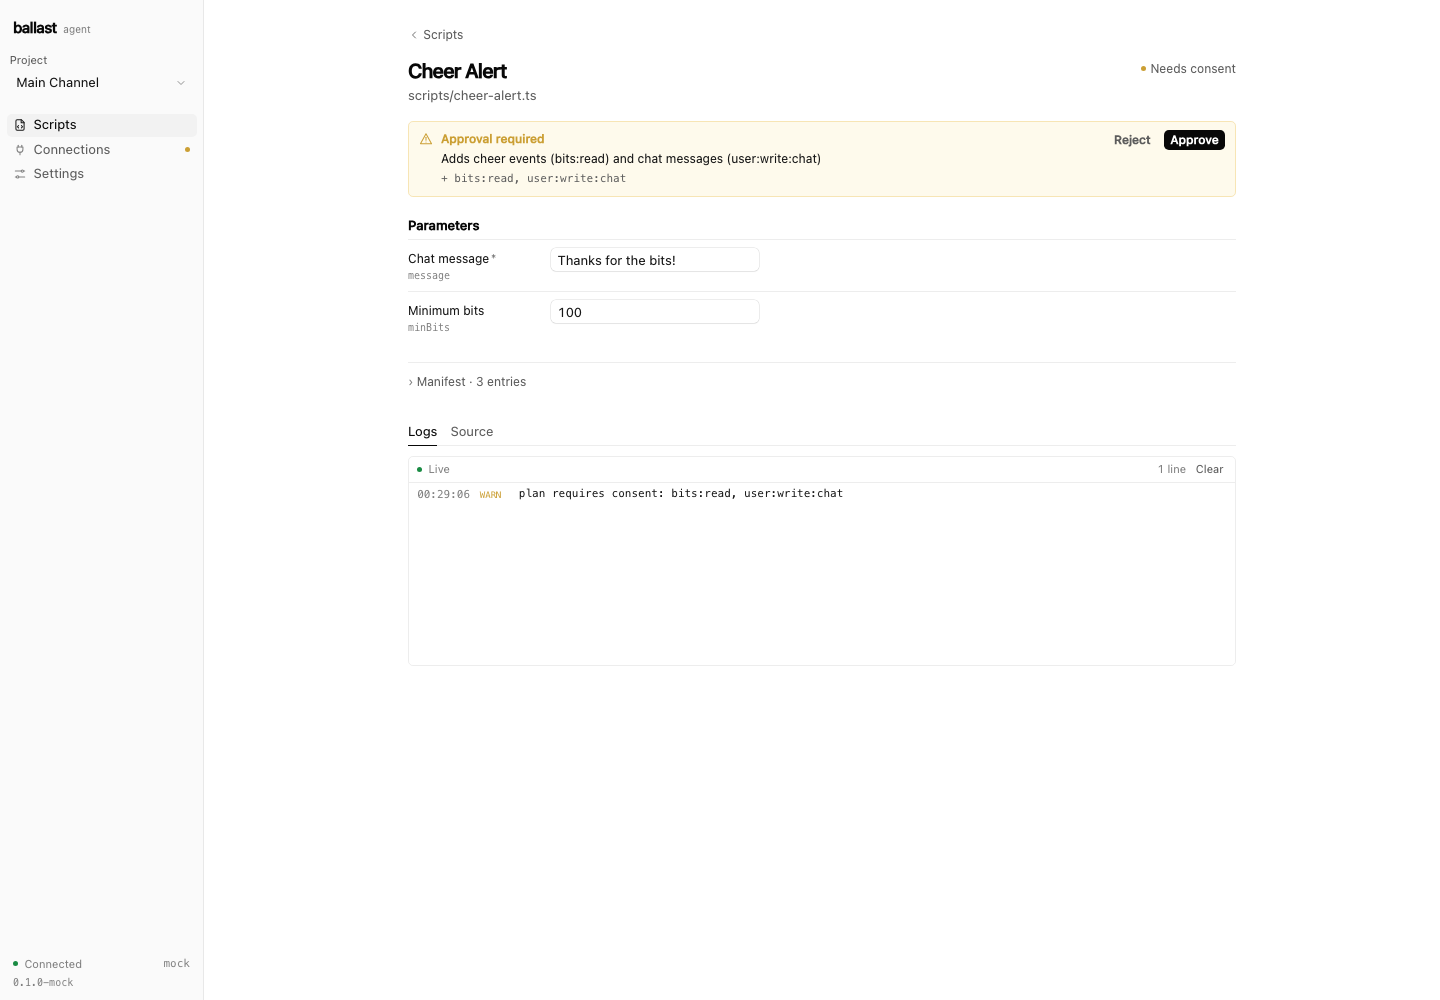 ballast agent
Project
Main Channel
Scripts
Connections
Settings
Connected mock
0.1.0-mock
Scripts
Cheer Alert
Needs consent
scripts/cheer-alert.ts
Approval required
Reject Approve
Adds cheer events (bits:read) and chat messages (user:write:chat)
+ bits:read, user:write:chat
Parameters
Chat message*
Thanks for the bits!
message
Minimum bits
100
minBits
› Manifest · 3 entries
Logs Source
Live
1 line Clear
00:29:06 WARN plan requires consent: bits:read, user:write:chat